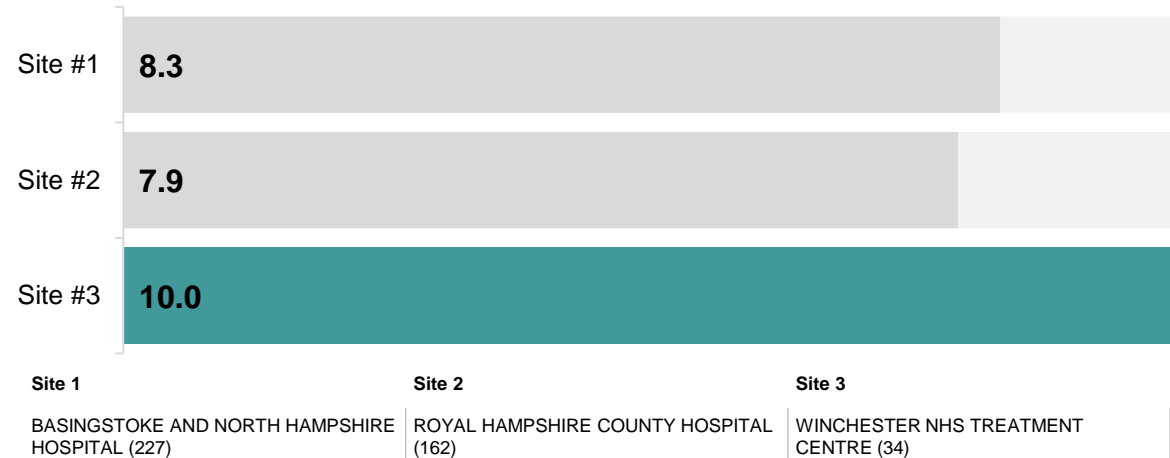 Site #1 8.3
Site #2 7.9
Site #3 10.0
Site 1 Site 2 Site 3
BASINGSTOKE AND NORTH HAMPSHIRE
HOSPITAL (227)
ROYAL HAMPSHIRE COUNTY HOSPITAL
(162)
WINCHESTER NHS TREATMENT
CENTRE (34)